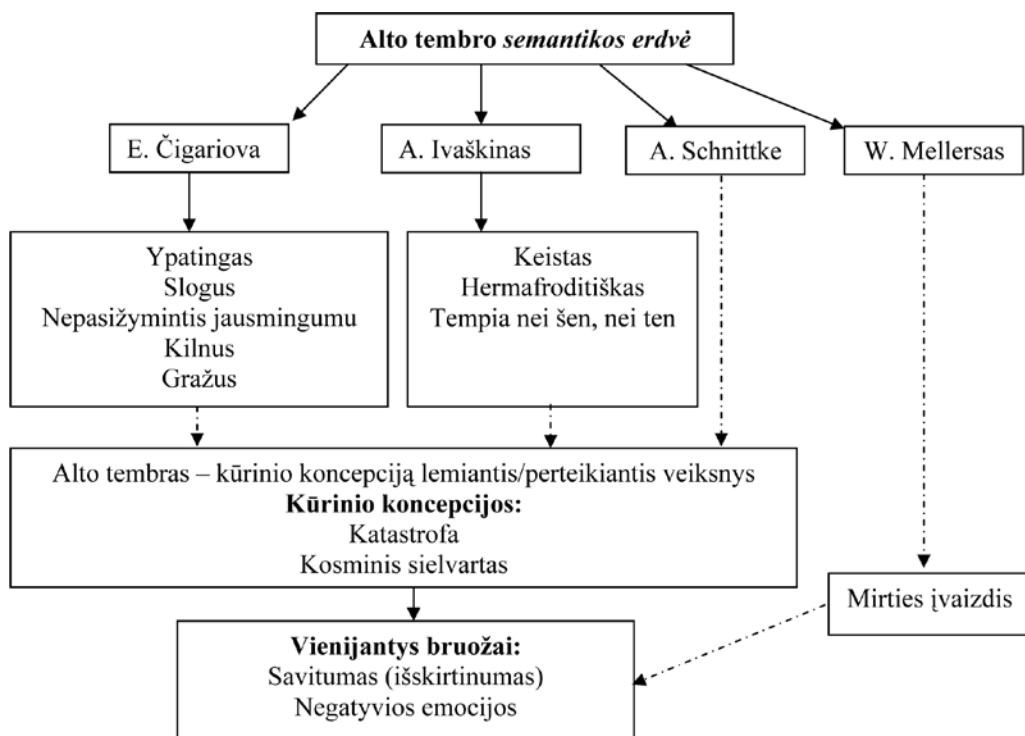 Alto tembro semantikos erdvė
E. Čigariova
A. Ivaškinas
A. Schnittke
W. Mellersas
Ypatingas
Slogus
Nepasižymintis jausmingumu
Kilnus
Gražus
Keistas
Hermafroditiškas
Tempia nei šen, nei ten
Alto tembras – kūrinio koncepciją lemiantis/perteikiantis veiksnys
Kūrinio koncepcijos:
Katastrofa
Kosminis sielvartas
Mirties įvaizdis
Vienijantys bruožai:
Savitumas (išskirtinumas)
Negatyvios emocijos